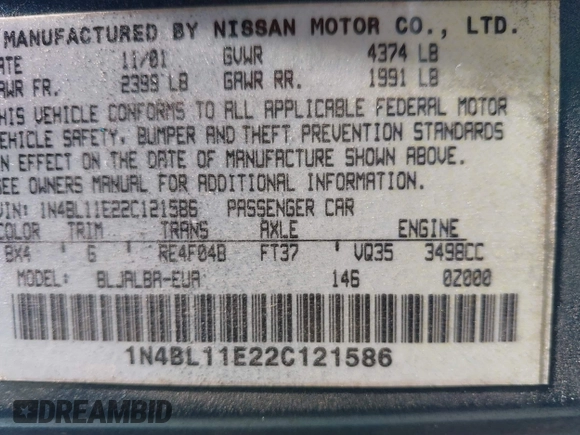 MANUFACTURED BY NISSAN MOTOR CO., LTD.
ATE 11/01 GVWR 4374 LB
AWR FR. 2399 LB GAWR RR. 1991 LB
HIS VEHICLE CONFORMS TO ALL APPLICABLE FEDERAL MOTOR
EHICLE SAFETY, BUMPER AND THEFT PREVENTION STANDARDS
N EFFECT ON THE DATE OF MANUFACTURE SHOWN ABOVE.
SEE OWNERS MANUAL FOR ADDITIONAL INFORMATION.
VIN: 1N4BL11E22C121586 PASSENGER CAR
COLOR TRIM TRANS AXLE ENGINE
BX4 G RE4F04B FT37 VQ35 3498CC
MODEL: BLJALBA-EUA 146 0Z000
1N4BL11E22C121586
DREAMBID